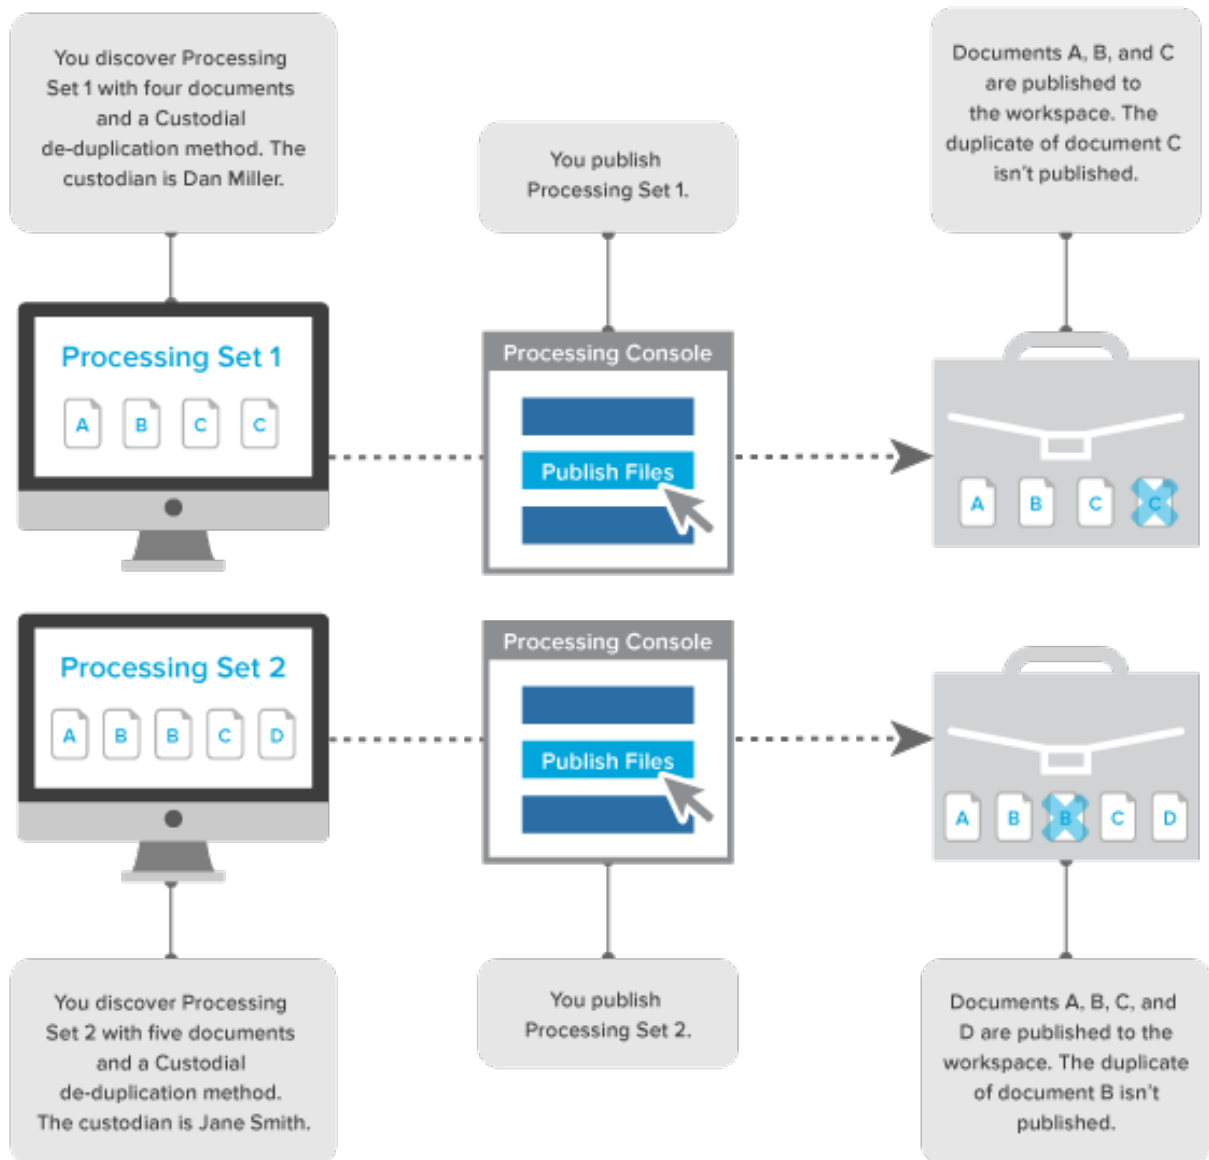 You discover Processing
Set 1 with four documents
and a Custodial
de-duplication method. The
custodian is Dan Miller.
You publish
Processing Set 1.
Documents A, B, and C
are published to
the workspace. The
duplicate of document C
isn't published.
Processing Set 1
A B C C
Processing Console
Publish Files
A B C C
Processing Set 2
A B B C D
Processing Console
Publish Files
A B B C D
You discover Processing
Set 2 with five documents
and a Custodial
de-duplication method.
The custodian is Jane Smith.
You publish
Processing Set 2.
Documents A, B, C, and
D are published to the
workspace. The duplicate
of document B isn't
published.